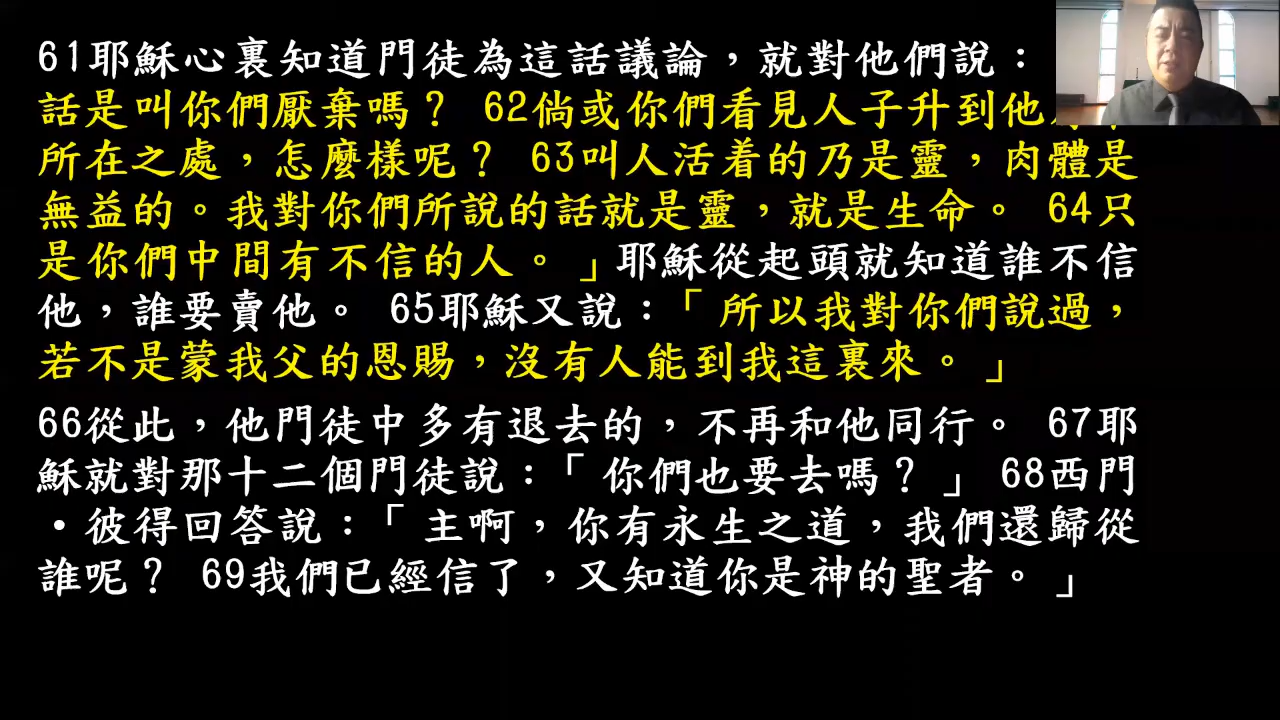 61耶穌心裏知道門徒為這話議論，就對他們說：
話是叫你們厭棄嗎？ 62倘或你們看見人子升到他
所在之處，怎麼樣呢？ 63叫人活着的乃是靈，肉體是
無益的。我對你們所說的話就是靈，就是生命。 64只
是你們中間有不信的人。」耶穌從起頭就知道誰不信
他，誰要賣他。 65耶穌又說：「所以我對你們說過，
若不是蒙我父的恩賜，沒有人能到我這裏來。」
66從此，他門徒中多有退去的，不再和他同行。 67耶
穌就對那十二個門徒說：「你們也要去嗎？」 68西門
•彼得回答說：「主啊，你有永生之道，我們還歸從
誰呢？ 69我們已經信了，又知道你是神的聖者。」